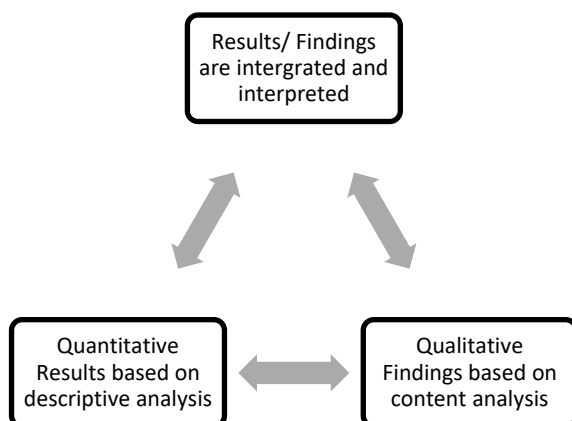 Results/ Findings
are intergrated and
interpreted
Quantitative
Results based on
descriptive analysis
Qualitative
Findings based on
content analysis